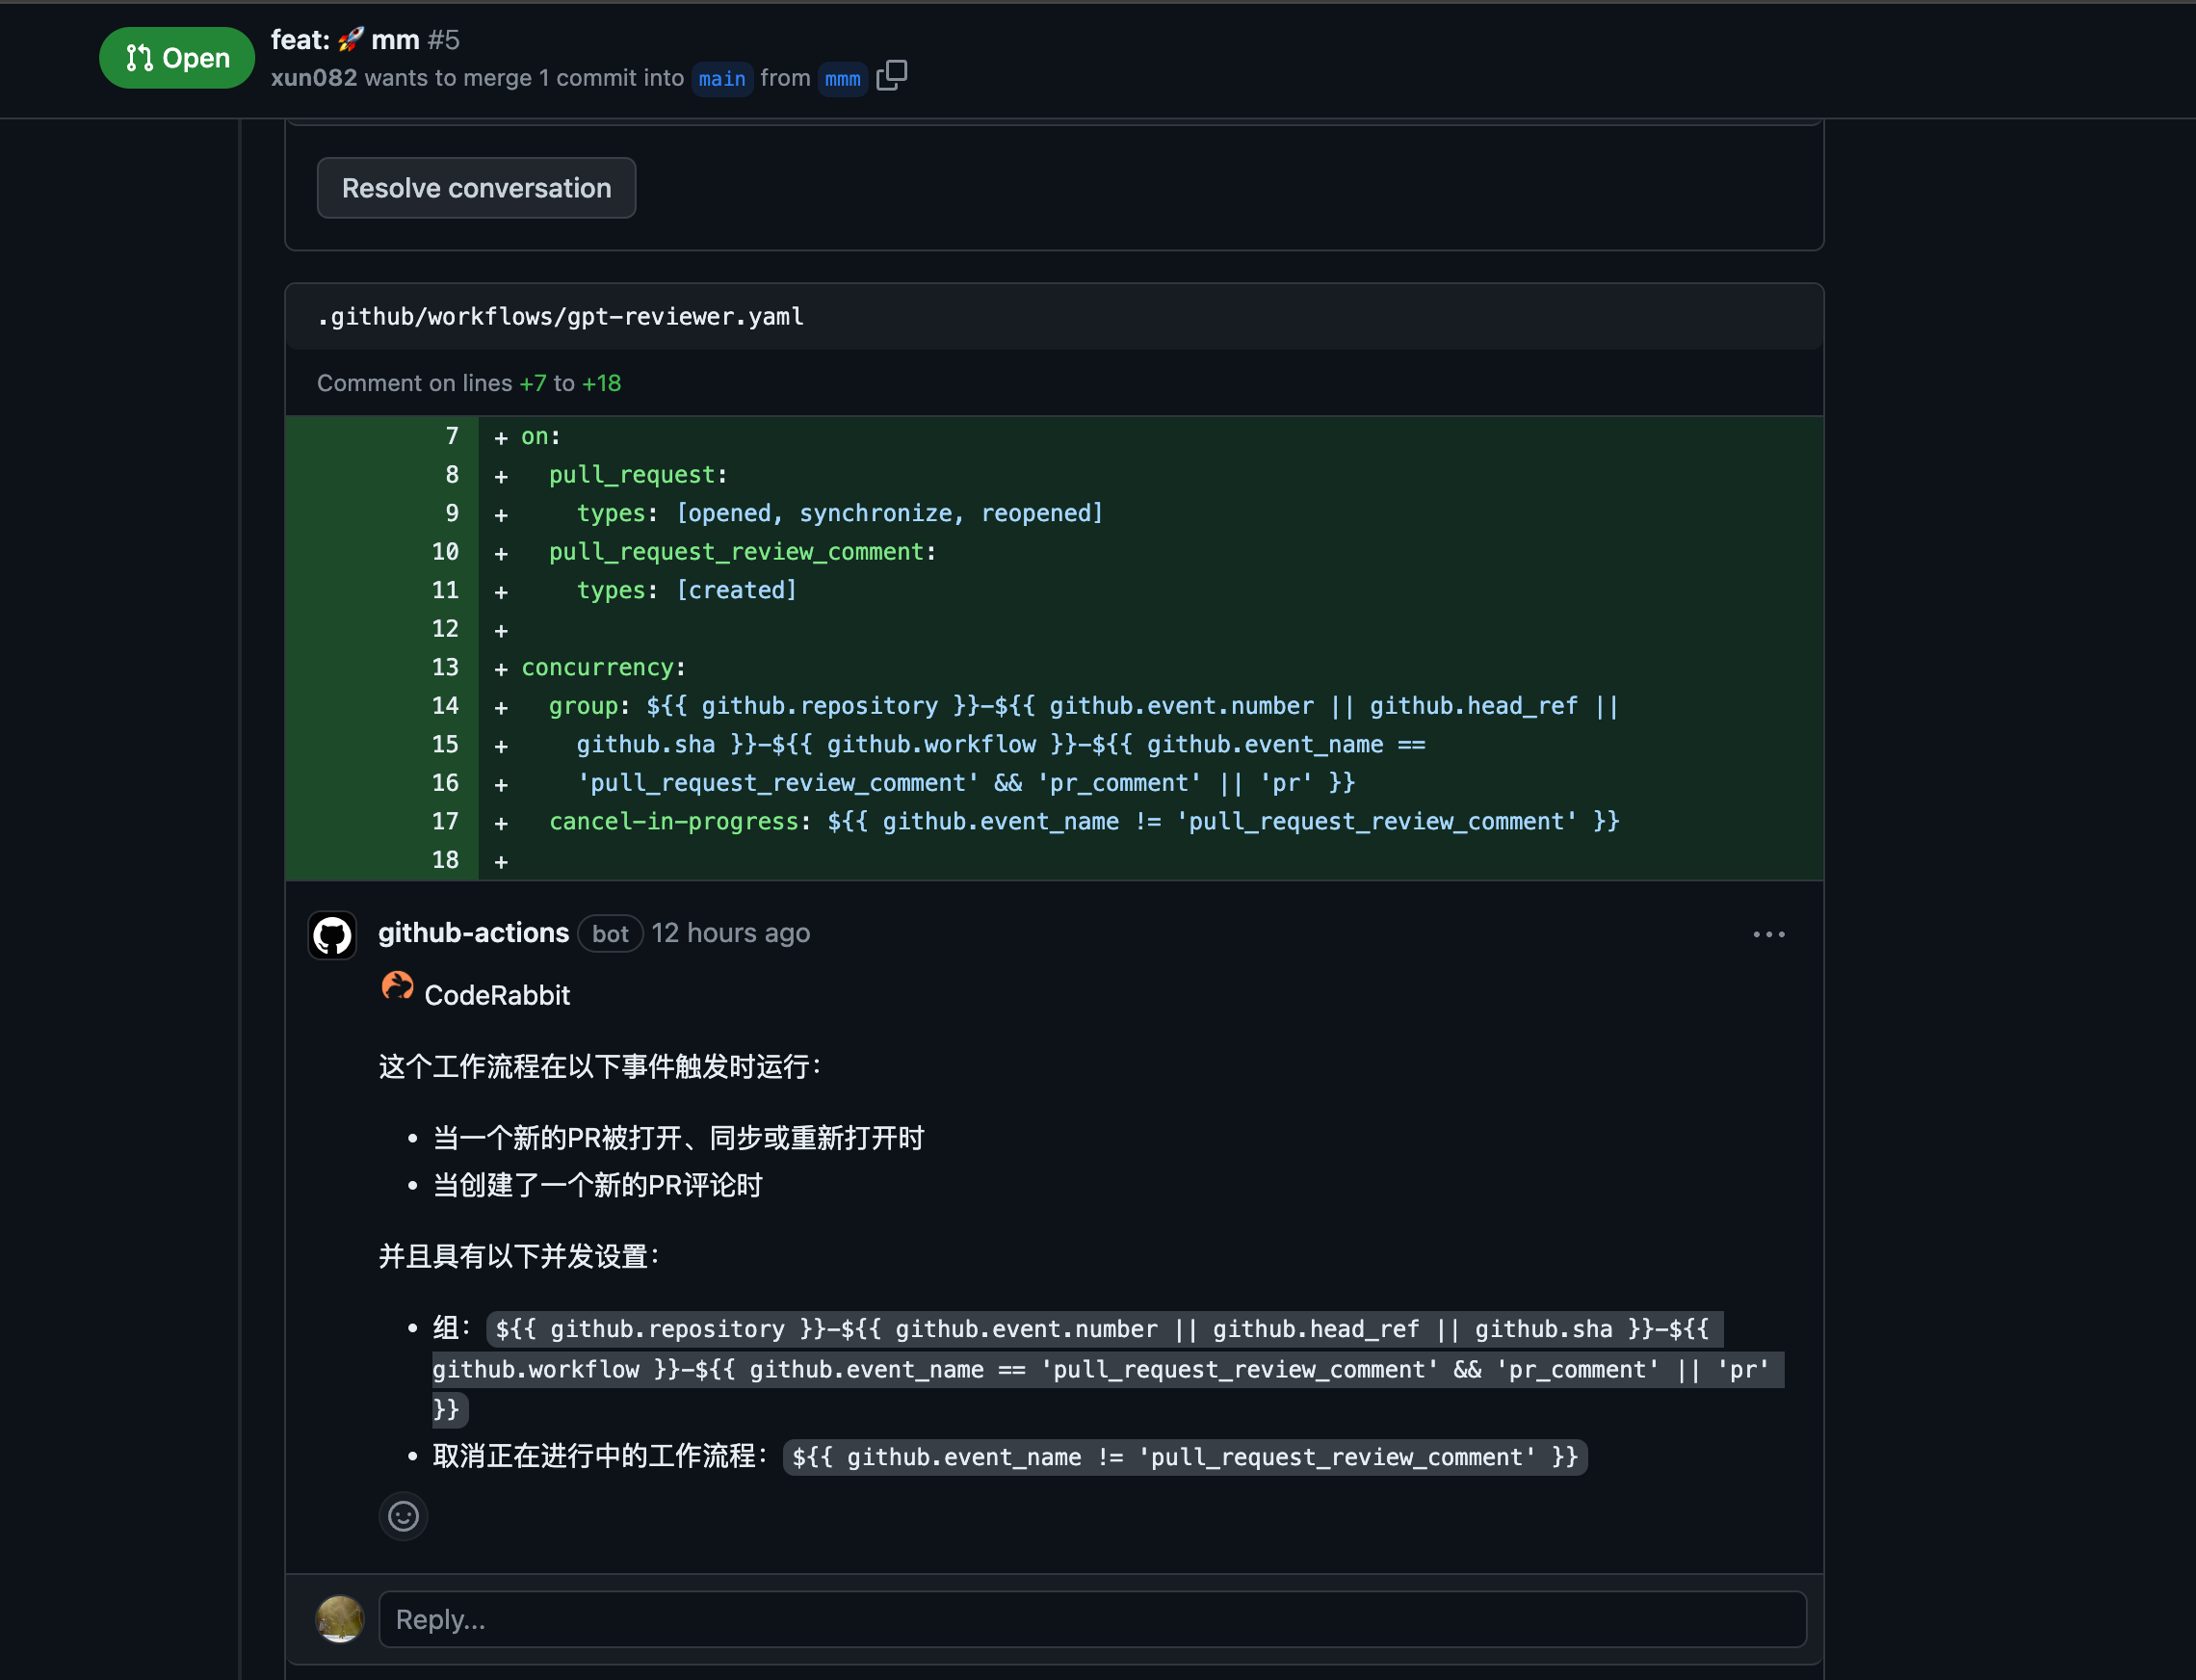 Open
feat: 🚀 mm #5
xun082 wants to merge 1 commit into main from mmm
Resolve conversation
.github/workflows/gpt-reviewer.yaml
Comment on lines +7 to +18
7 + on:
8 +   pull_request:
9 +     types: [opened, synchronize, reopened]
10 +   pull_request_review_comment:
11 +     types: [created]
12 +
13 + concurrency:
14 +   group: ${{ github.repository }}-${{ github.event.number || github.head_ref ||
15 +     github.sha }}-${{ github.workflow }}-${{ github.event_name ==
16 +     'pull_request_review_comment' && 'pr_comment' || 'pr' }}
17 +   cancel-in-progress: ${{ github.event_name != 'pull_request_review_comment' }}
18 +
github-actions bot 12 hours ago
CodeRabbit
这个工作流程在以下事件触发时运行：
• 当一个新的PR被打开、同步或重新打开时
• 当创建了一个新的PR评论时
并且具有以下并发设置：
• 组： ${{ github.repository }}-${{ github.event.number || github.head_ref || github.sha }}-${{
github.workflow }}-${{ github.event_name == 'pull_request_review_comment' && 'pr_comment' || 'pr'
}}
• 取消正在进行中的工作流程： ${{ github.event_name != 'pull_request_review_comment' }}
Reply...